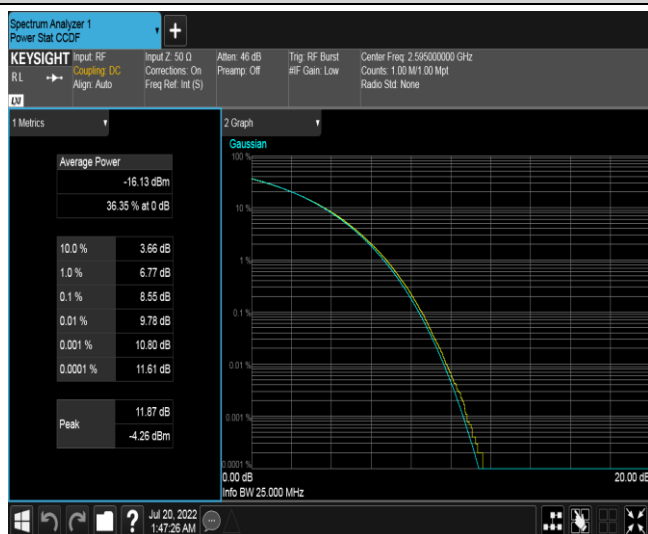 Spectrum Analyzer 1
Power Stat CCDF
KEYSIGHT
RL
LXI
Input: RF
Coupling: DC
Align: Auto
Input Z: 50 Ω
Corrections: On
Freq Ref: Int (S)
Atten: 46 dB
Preamp: Off
Trig: RF Burst
#IF Gain: Low
Center Freq: 2.595000000 GHz
Counts: 1.00 M/1.00 Mpt
Radio Std: None
1 Metrics
Average Power
-16.13 dBm
36.35 % at 0 dB
10.0 % 3.66 dB
1.0 % 6.77 dB
0.1 % 8.55 dB
0.01 % 9.78 dB
0.001 % 10.80 dB
0.0001 % 11.61 dB
Peak
11.87 dB
-4.26 dBm
2 Graph
Gaussian
100 %
10 %
1 %
0.1 %
0.01 %
0.001 %
0.0001 %
0.00 dB 20.00 dB
Info BW 25.000 MHz
?
Jul 20, 2022
1:47:26 AM